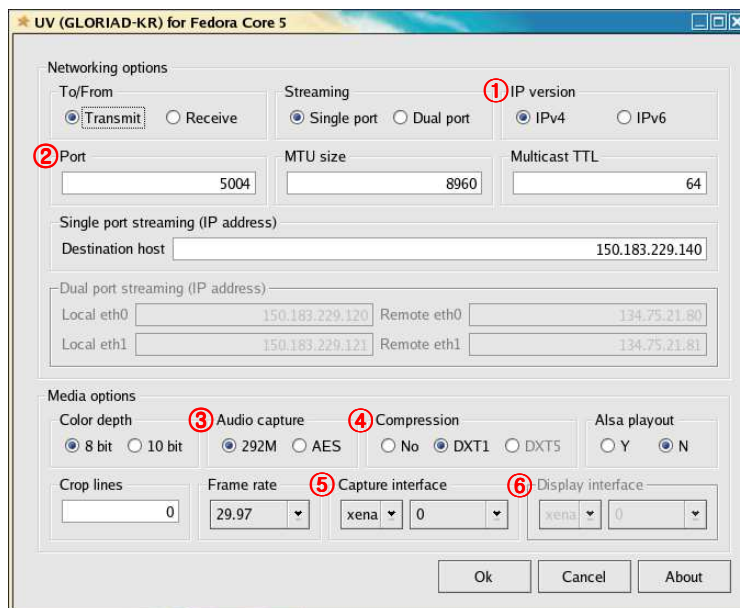 UV (GLORIAD-KR) for Fedora Core 5
Networking options
To/From
Transmit Receive
Streaming
Single port Dual port
① IP version
IPv4 IPv6
② Port
5004
MTU size
8960
Multicast TTL
64
Single port streaming (IP address)
Destination host 150.183.229.140
Dual port streaming (IP address)
Local eth0 150.183.229.120 Remote eth0 134.75.21.80
Local eth1 150.183.229.121 Remote eth1 134.75.21.81
Media options
Color depth
8 bit 10 bit
③ Audio capture
292M AES
④ Compression
No DXT1 DXT5
Alsa playout
Y N
Crop lines
0
Frame rate
29.97
⑤ Capture interface
xena 0
⑥ Display interface
xena 0
Ok Cancel About